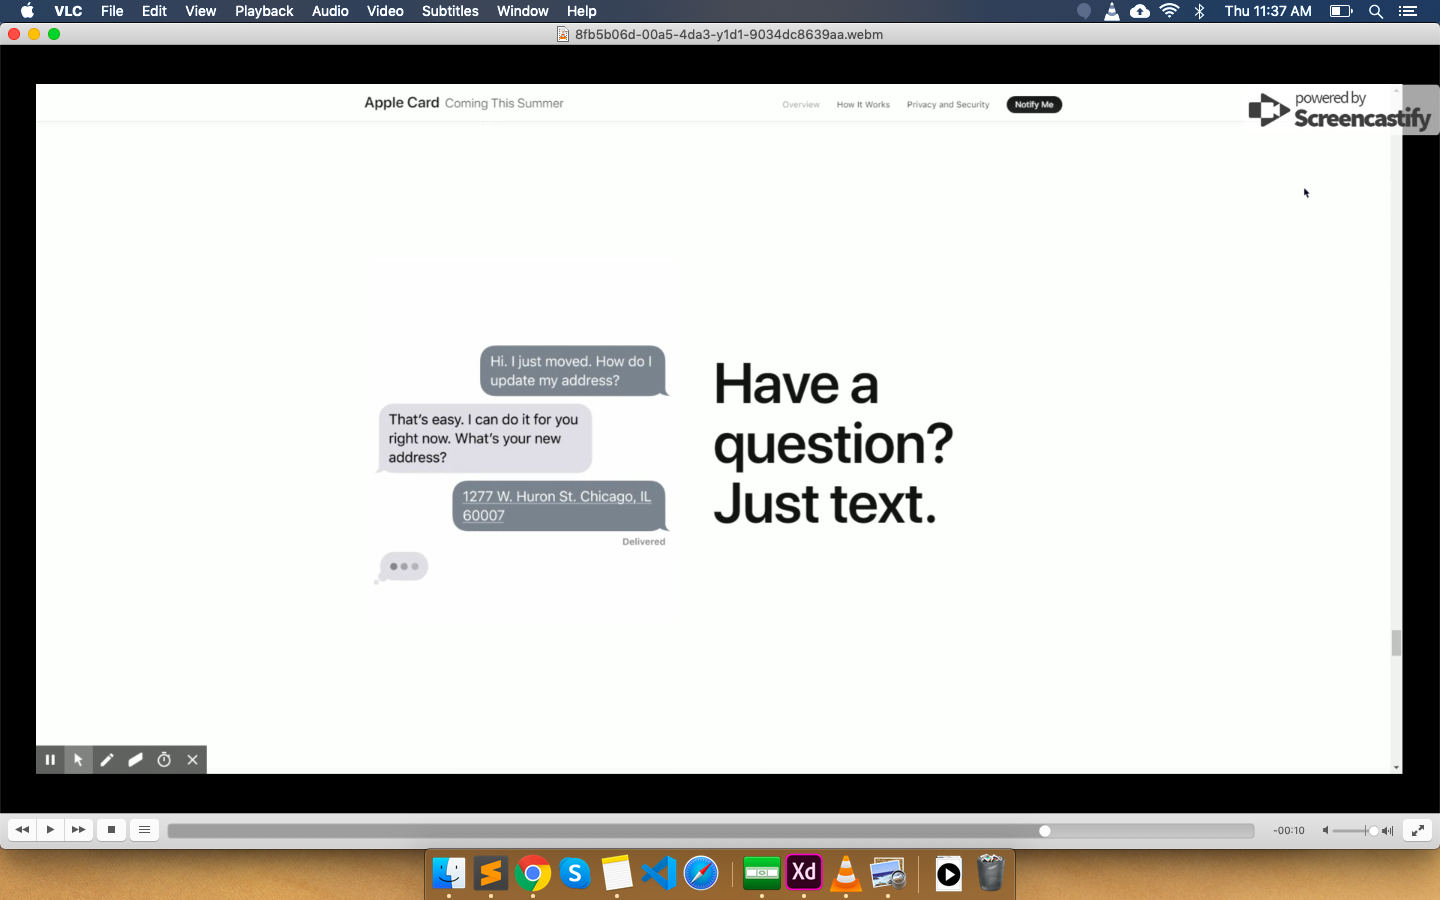 VLC File Edit View Playback Audio Video Subtitles Window Help Thu 11:37 AM
8fb5b06d-00a5-4da3-y1d1-9034dc8639aa.webm
Apple Card Coming This Summer Overview How It Works Privacy and Security Notify Me
powered by
Screencastify
Hi. I just moved. How do I
update my address?
That's easy. I can do it for you
right now. What's your new
address?
1277 W. Huron St. Chicago, IL
60007
Delivered
Have a
question?
Just text.
-00:10
Xd